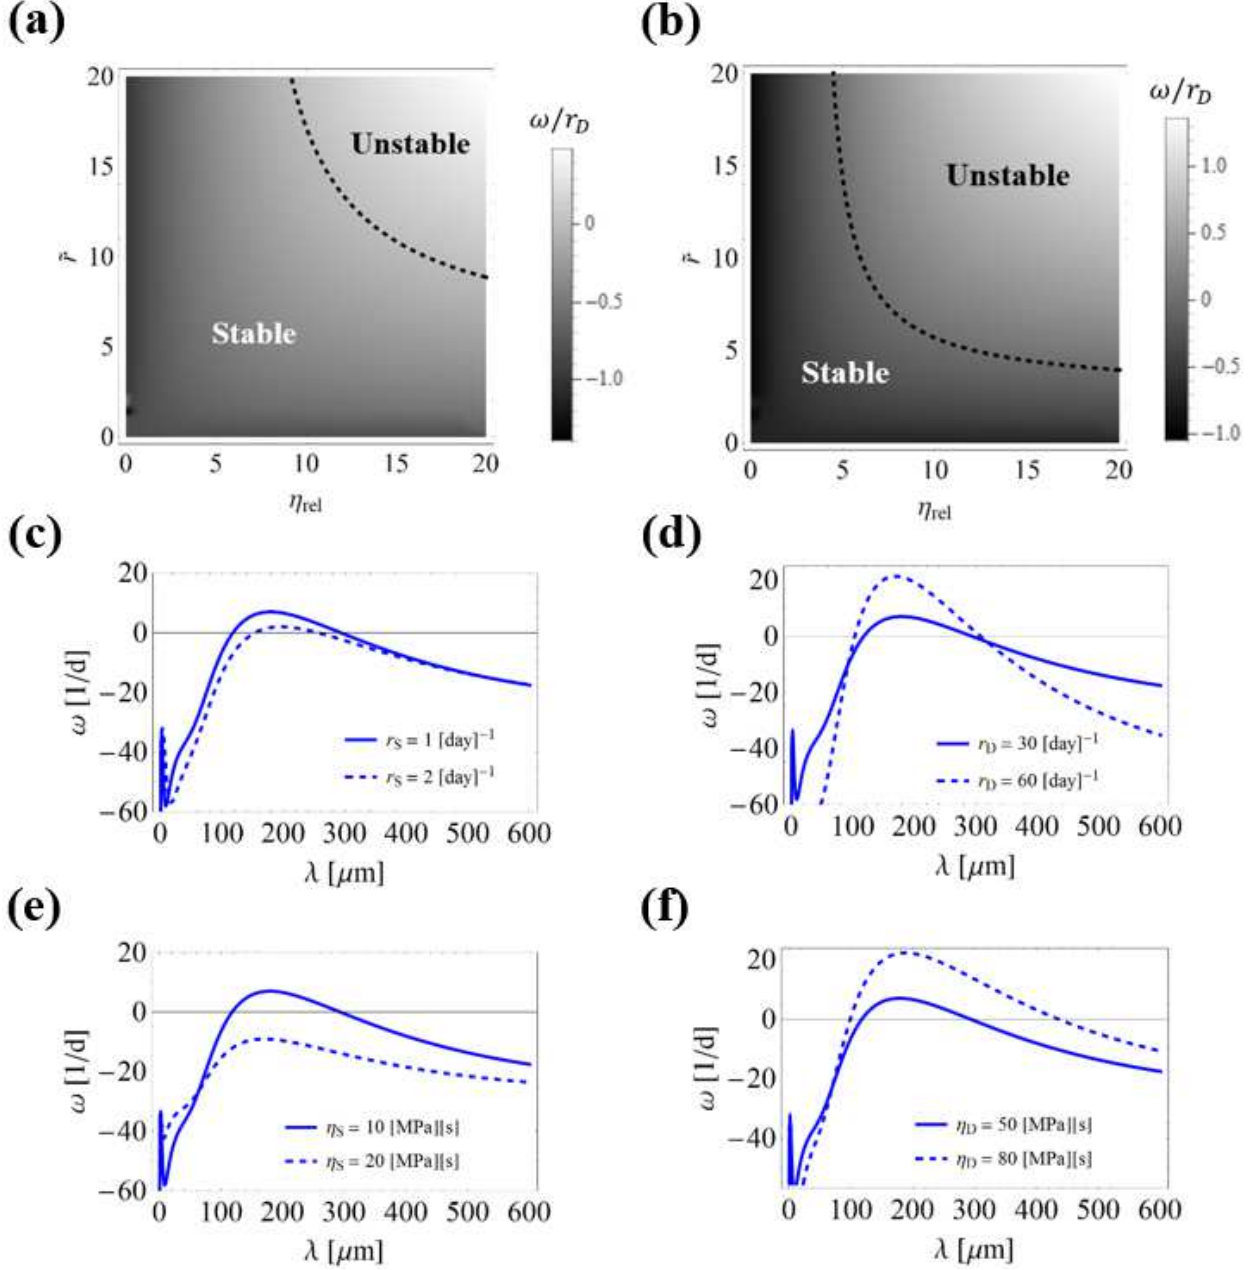 (a)
20
15
10
5
0
r̃
0 5 10 15 20
η_rel
Unstable
Stable
ω/r_D
0
−0.5
−1.0
(b)
20
15
10
5
0
r̃
0 5 10 15 20
η_rel
Unstable
Stable
ω/r_D
1.0
0.5
0
−0.5
−1.0
(c)
20
0
−20
−40
−60
ω [1/d]
r_S = 1 [day]⁻¹
r_S = 2 [day]⁻¹
0 100 200 300 400 500 600
λ [μm]
(d)
20
0
−20
−40
−60
ω [1/d]
r_D = 30 [day]⁻¹
r_D = 60 [day]⁻¹
0 100 200 300 400 500 600
λ [μm]
(e)
20
0
−20
−40
−60
ω [1/d]
η_S = 10 [MPa][s]
η_S = 20 [MPa][s]
0 100 200 300 400 500 600
λ [μm]
(f)
20
0
−20
−40
ω [1/d]
η_D = 50 [MPa][s]
η_D = 80 [MPa][s]
0 100 200 300 400 500 600
λ [μm]